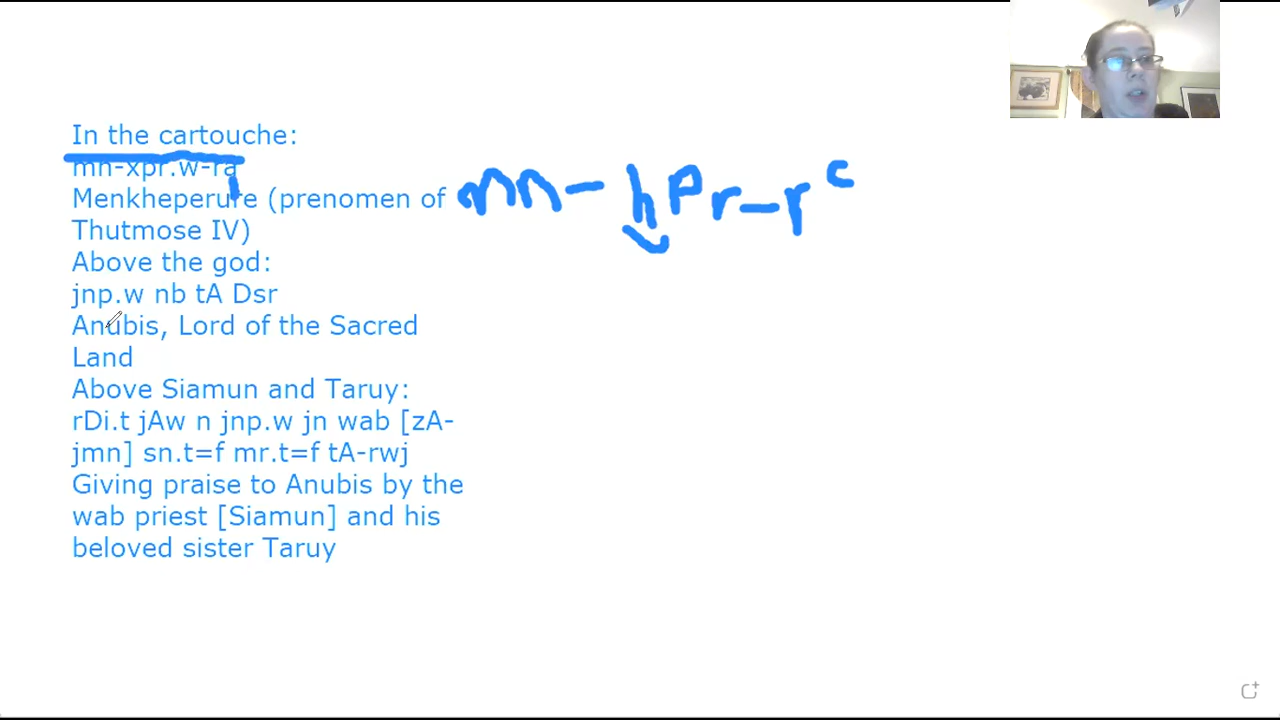 In the cartouche:
mn-xpr.w-ra
Menkheperure (prenomen of
Thutmose IV)
mn-ḫpr-rꜥ
Above the god:
jnp.w nb tA Dsr
Anubis, Lord of the Sacred
Land
Above Siamun and Taruy:
rDi.t jAw n jnp.w jn wab [zA-
jmn] sn.t=f mr.t=f tA-rwj
Giving praise to Anubis by the
wab priest [Siamun] and his
beloved sister Taruy